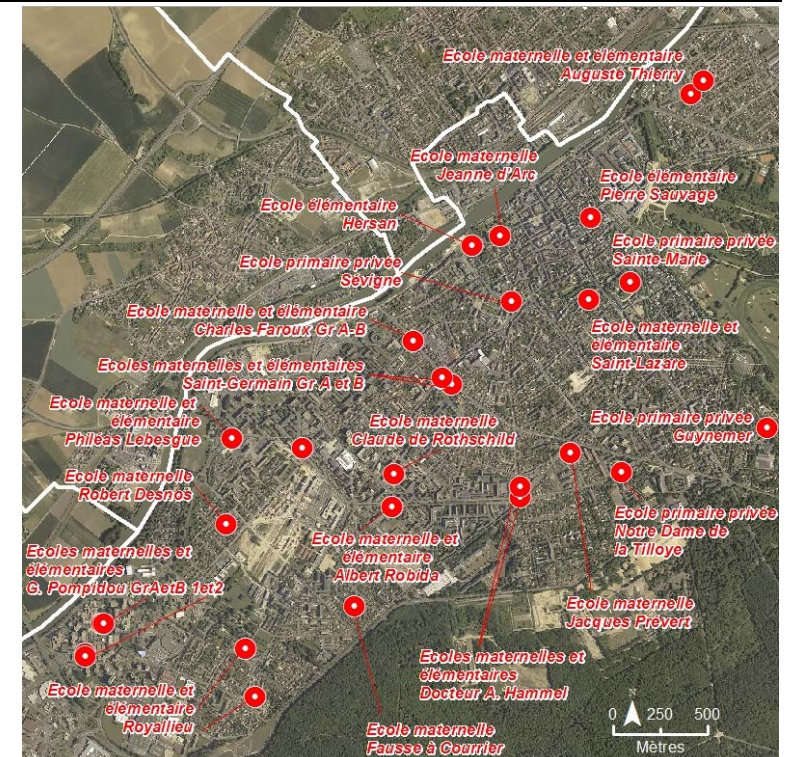 Ecole maternelle et élémentaire
Auguste Thierry
Ecole maternelle
Jeanne d'Arc
Ecole élémentaire
Pierre Sauvage
Ecole élémentaire
Hersan
Ecole primaire privée
Sainte-Marie
Ecole primaire privée
Sévigne
Ecole maternelle et élémentaire
Charles Faroux Gr A-B
Ecole maternelle et
élémentaire
Saint-Lazare
Ecoles maternelles et élémentaires
Saint-Germain Gr A et B
Ecole maternelle et
élémentaire
Philéas Lebesgue
Ecole maternelle
Claude de Rothschild
Ecole primaire privée
Guynemer
Ecole maternelle
Robert Desnos
Ecole primaire privée
Notre Dame de
la Tilloye
Ecole maternelle et
élémentaire
Albert Robida
Ecoles maternelles et
élémentaires
G. Pompidou GrAetB 1et2
Ecole maternelle
Jacques Prévert
Ecoles maternelles et
élémentaires
Docteur A. Hammel
Ecole maternelle et
élémentaire
Royallieu
Ecole maternelle
Fausse à Courrier
N
0 250 500
Mètres